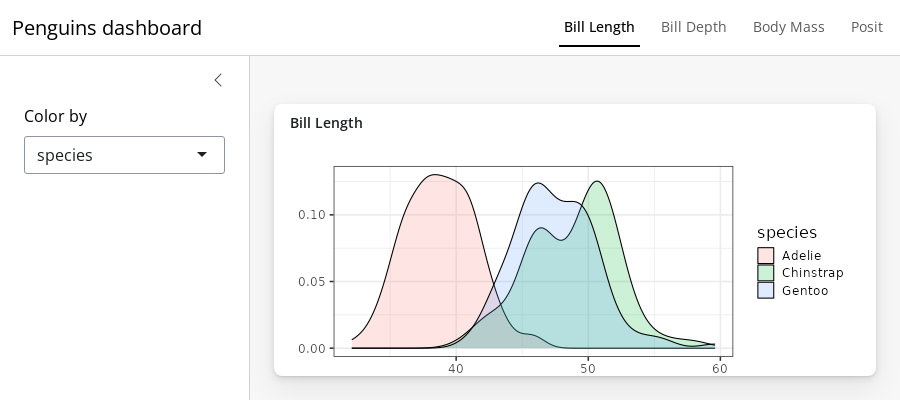 Penguins dashboard
Bill Length
Bill Depth
Body Mass
Posit
Color by
species
Bill Length
0.10
0.05
0.00
40
50
60
species
Adelie
Chinstrap
Gentoo